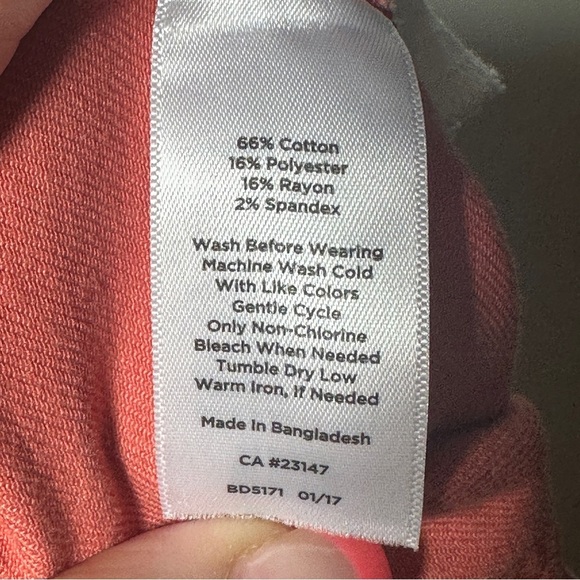 66% Cotton
16% Polyester
16% Rayon
2% Spandex
Wash Before Wearing
Machine Wash Cold
With Like Colors
Gentle Cycle
Only Non-Chlorine
Bleach When Needed
Tumble Dry Low
Warm Iron, If Needed
Made In Bangladesh
CA #23147
BD5171 01/17